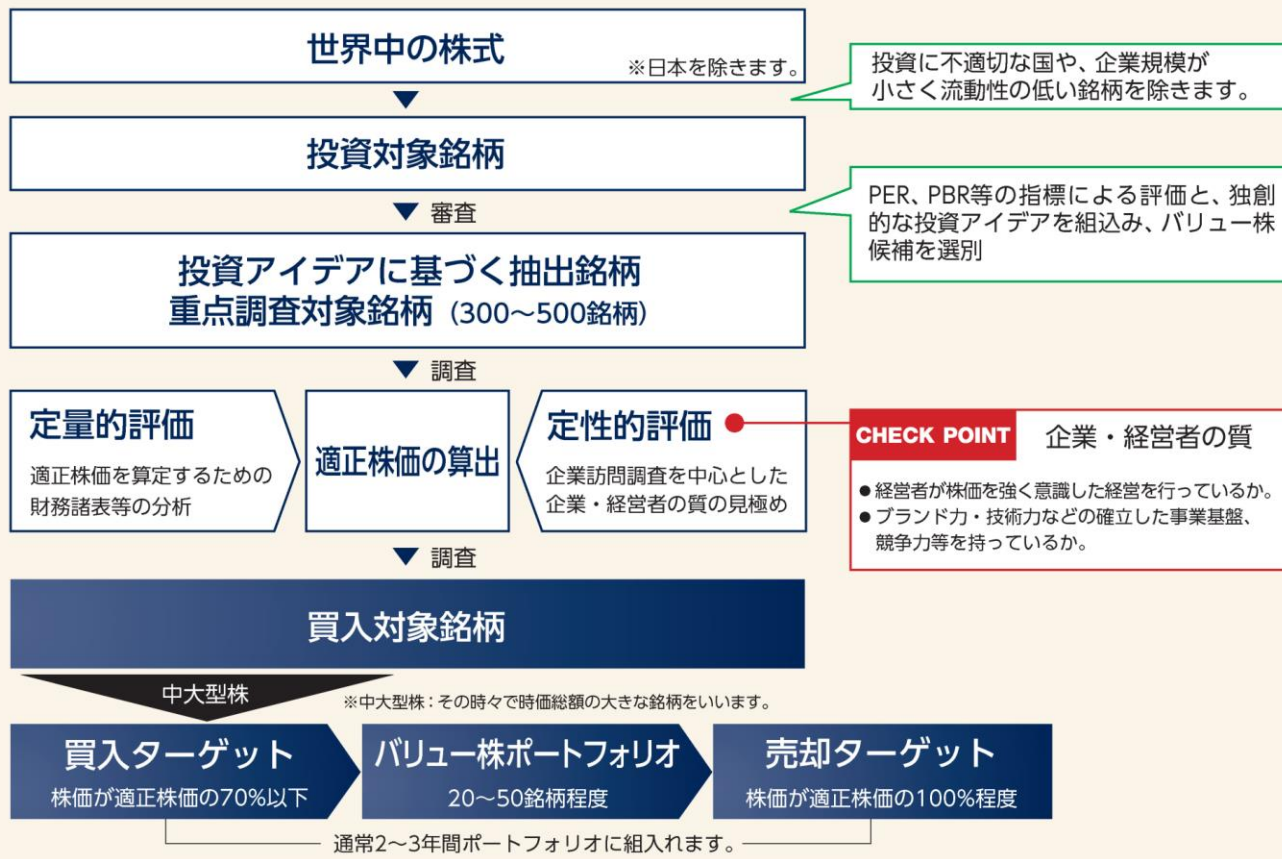 世界中の株式
※日本を除きます。
投資に不適切な国や、企業規模が
小さく流動性の低い銘柄を除きます。
投資対象銘柄
審査
PER、PBR等の指標による評価と、独創
的な投資アイデアを組込み、バリュー株
候補を選別
投資アイデアに基づく抽出銘柄
重点調査対象銘柄（300～500銘柄）
調査
定量的評価
適正株価を算定するための
財務諸表等の分析
適正株価の算出
定性的評価
企業訪問調査を中心とした
企業・経営者の質の見極め
CHECK POINT 企業・経営者の質
●経営者が株価を強く意識した経営を行っているか。
●ブランド力・技術力などの確立した事業基盤、
競争力等を持っているか。
調査
買入対象銘柄
中大型株
※中大型株：その時々で時価総額の大きな銘柄をいいます。
買入ターゲット
株価が適正株価の70%以下
バリュー株ポートフォリオ
20～50銘柄程度
売却ターゲット
株価が適正株価の100%程度
通常2～3年間ポートフォリオに組入れます。